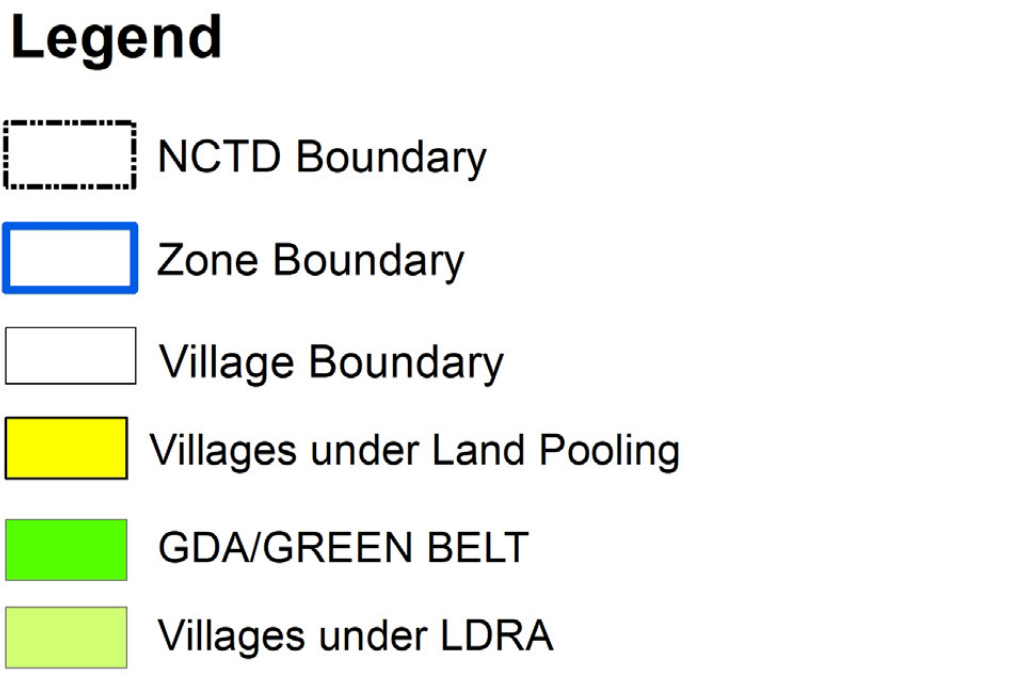 Legend
NCTD Boundary
Zone Boundary
Village Boundary
Villages under Land Pooling
GDA/GREEN BELT
Villages under LDRA